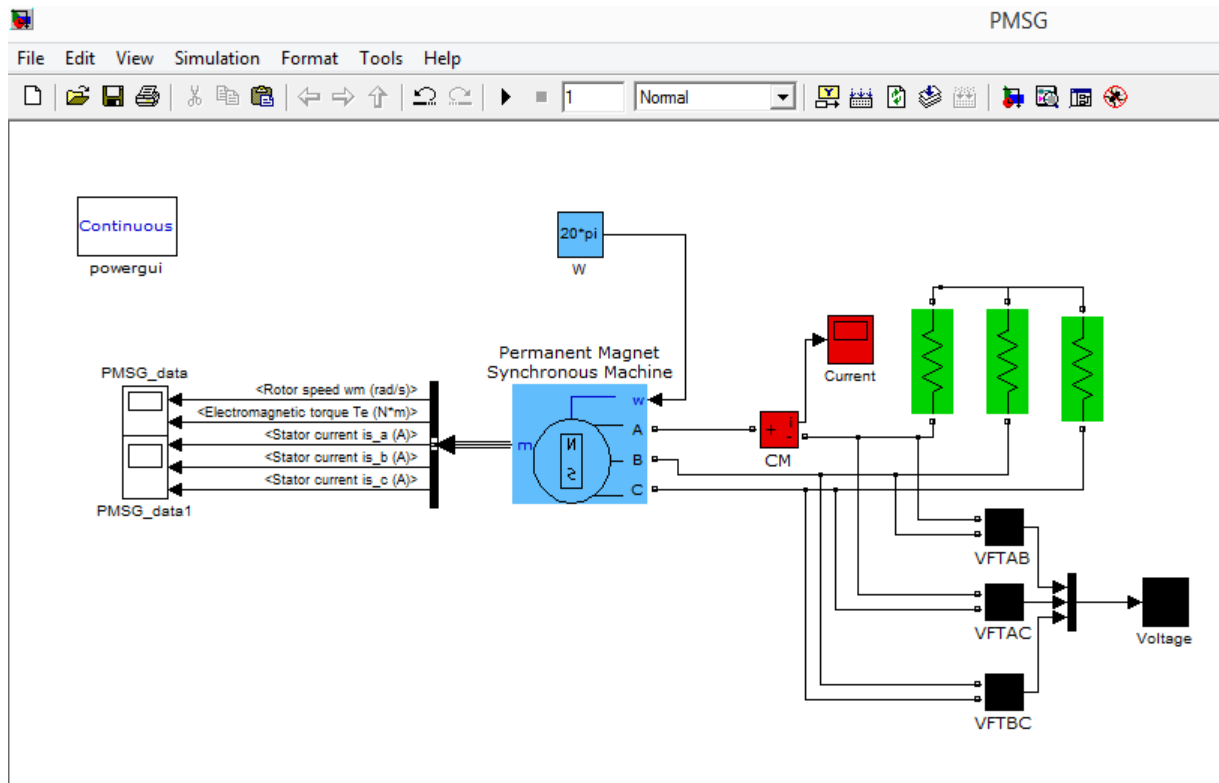 PMSG
File Edit View Simulation Format Tools Help
1 Normal
Continuous
powergui
20*pi
W
Permanent Magnet
Synchronous Machine
w
A
B
C
m
N
S
Current
+
-
i
CM
PMSG_data
<Rotor speed wm (rad/s)>
<Electromagnetic torque Te (N*m)>
<Stator current is_a (A)>
<Stator current is_b (A)>
<Stator current is_c (A)>
PMSG_data1
VFTAB
VFTAC
VFTBC
Voltage